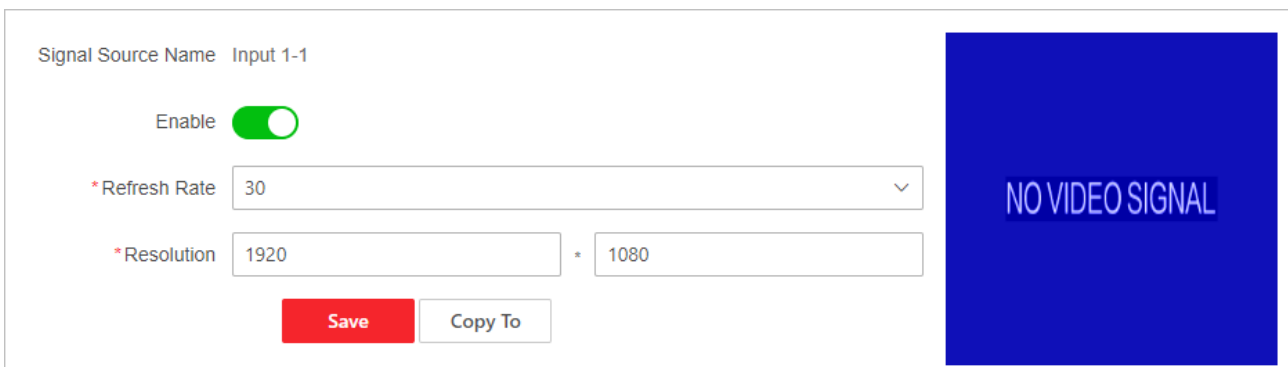 Signal Source Name Input 1-1
Enable
*Refresh Rate 30
*Resolution 1920 * 1080
Save Copy To
NO VIDEO SIGNAL